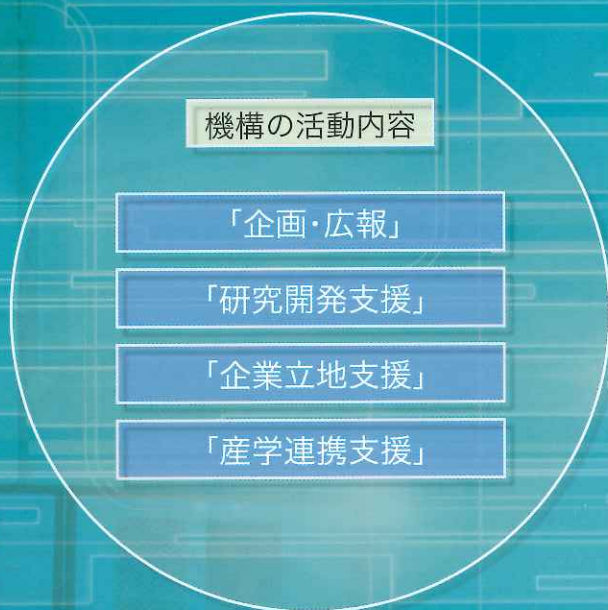 機構の活動内容
「企画・広報」
「研究開発支援」
「企業立地支援」
「産学連携支援」